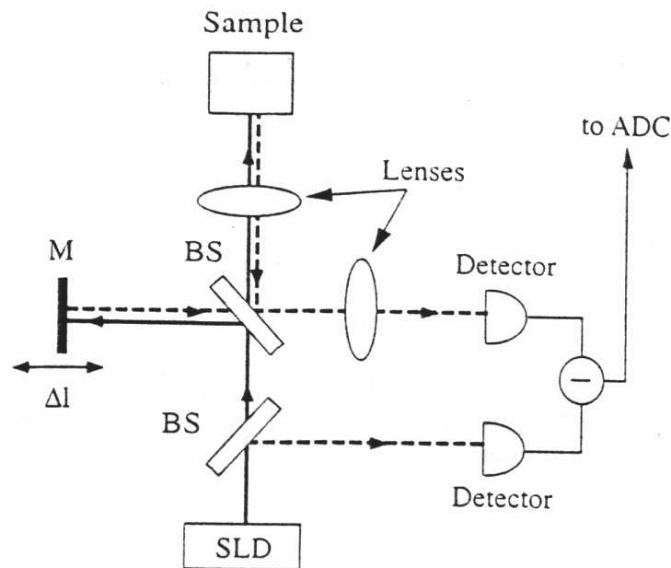 Sample
to ADC
Lenses
M
BS
Detector
Δl
BS
Detector
SLD